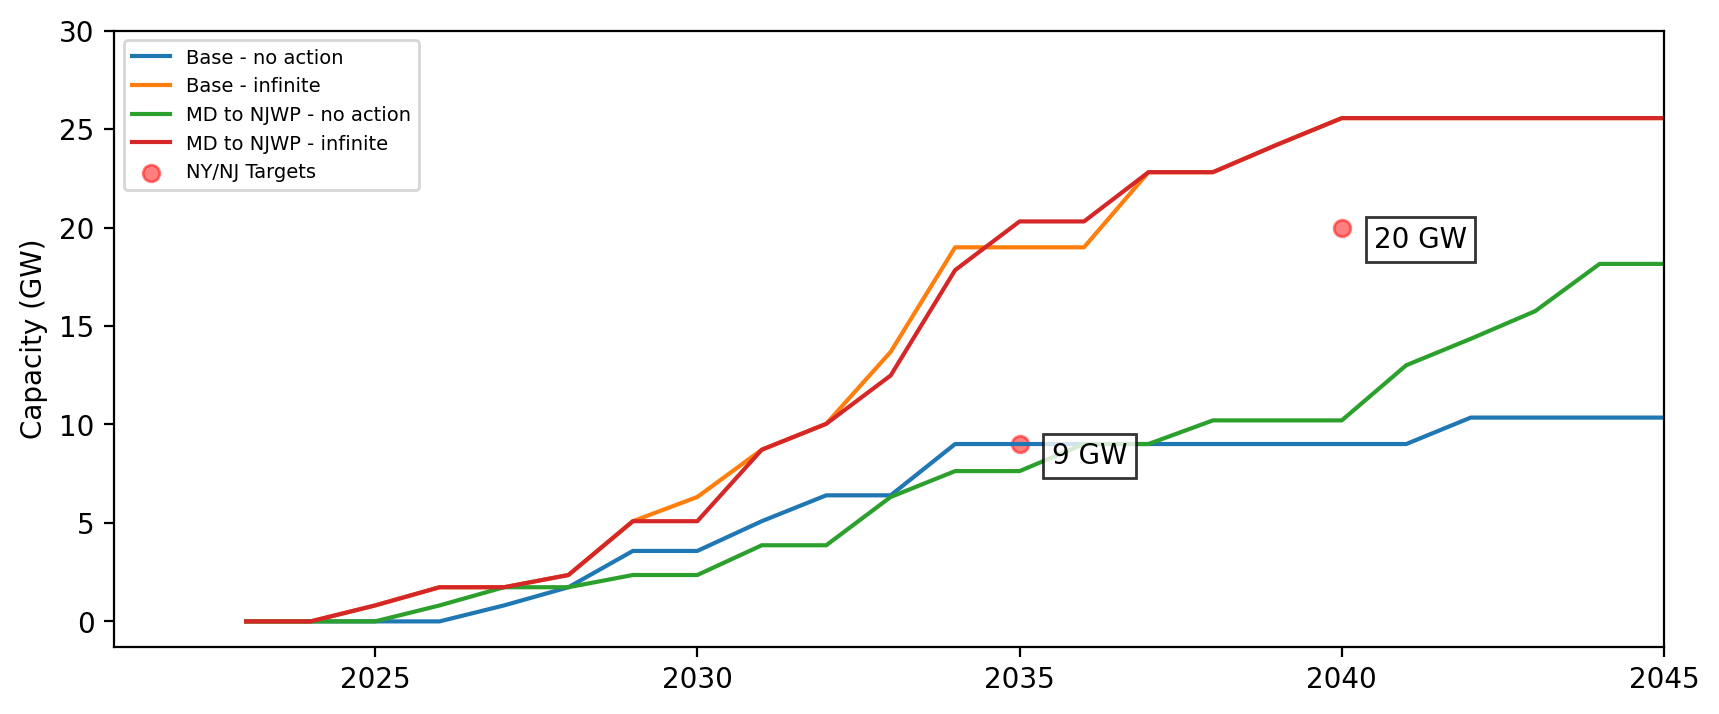 30
25
20
15
10
5
0
Capacity (GW)
Base - no action
Base - infinite
MD to NJWP - no action
MD to NJWP - infinite
NY/NJ Targets
20 GW
9 GW
2025 2030 2035 2040 2045